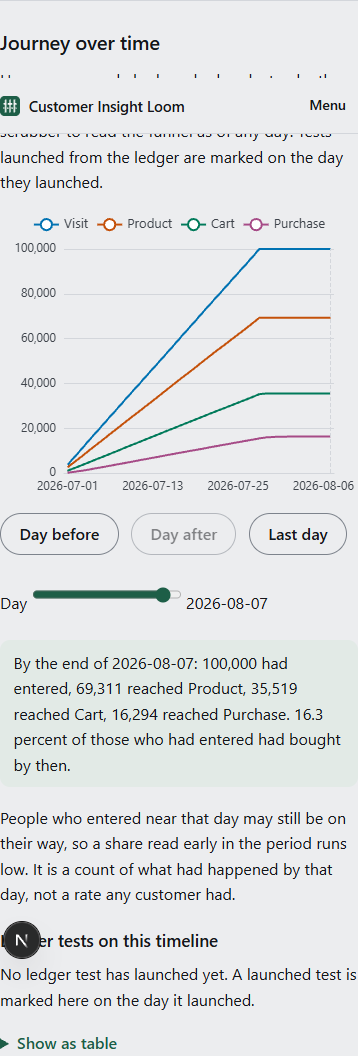 Journey over time
Customer Insight Loom
Menu
scrubber to read the funnel as of any day. Tests
launched from the ledger are marked on the day
they launched.
Visit Product Cart Purchase
100,000
80,000
60,000
40,000
20,000
0
2026-07-01 2026-07-13 2026-07-25 2026-08-06
Day before Day after Last day
Day 2026-08-07
By the end of 2026-08-07: 100,000 had
entered, 69,311 reached Product, 35,519
reached Cart, 16,294 reached Purchase. 16.3
percent of those who had entered had bought
by then.
People who entered near that day may still be on
their way, so a share read early in the period runs
low. It is a count of what had happened by that
day, not a rate any customer had.
N
tests on this timeline
No ledger test has launched yet. A launched test is
marked here on the day it launched.
Show as table